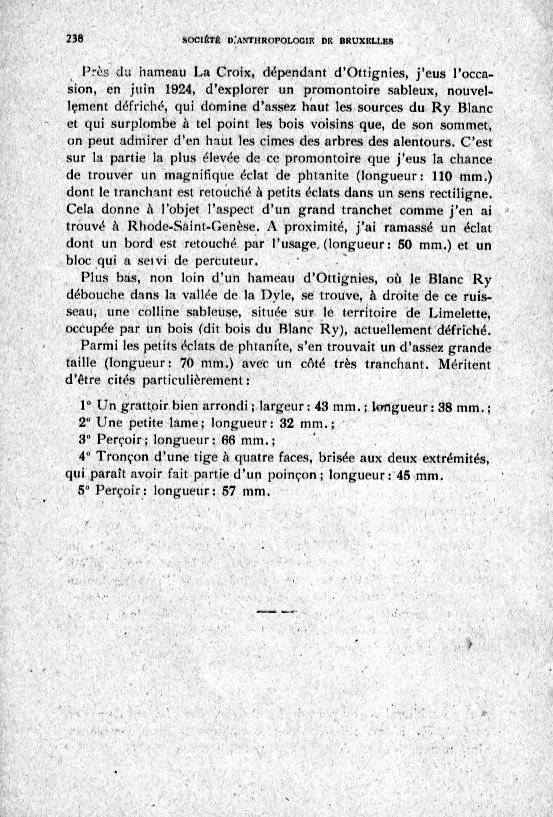 238
SOCIÉTÉ D'ANTHROPOLOGIE DE BRUXELLES
Près du hameau La Croix, dépendant d'Ottignies, j'eus l'occa-
sion, en juin 1924, d'explorer un promontoire sableux, nouvel-
lement défriché, qui domine d'assez haut les sources du Ry Blanc
et qui surplombe à tel point les bois voisins que, de son sommet,
on peut admirer d'en haut les cimes des arbres des alentours. C'est
sur la partie la plus élevée de ce promontoire que j'eus la chance
de trouver un magnifique éclat de phtanite (longueur: 110 mm.)
dont le tranchant est retouché à petits éclats dans un sens rectiligne.
Cela donne à l'objet l'aspect d'un grand tranchet comme j'en ai
trouvé à Rhode-Saint-Genèse. A proximité, j'ai ramassé un éclat
dont un bord est retouché par l'usage (longueur: 50 mm.) et un
bloc qui a servi de percuteur.
Plus bas, non loin d'un hameau d'Ottignies, où le Blanc Ry
débouche dans la vallée de la Dyle, se trouve, à droite de ce ruis-
seau, une colline sableuse, située sur le territoire de Limelette,
occupée par un bois (dit bois du Blanc Ry), actuellement défriché.
Parmi les petits éclats de phtanite, s'en trouvait un d'assez grande
taille (longueur: 70 mm.) avec un côté très tranchant. Méritent
d'être cités particulièrement:
1° Un grattoir bien arrondi; largeur: 43 mm.; longueur: 38 mm.;
2° Une petite lame; longueur: 32 mm.;
3° Perçoir; longueur: 66 mm.;
4° Tronçon d'une tige à quatre faces, brisée aux deux extrémités,
qui paraît avoir fait partie d'un poinçon; longueur: 45 mm.
5° Perçoir: longueur: 57 mm.